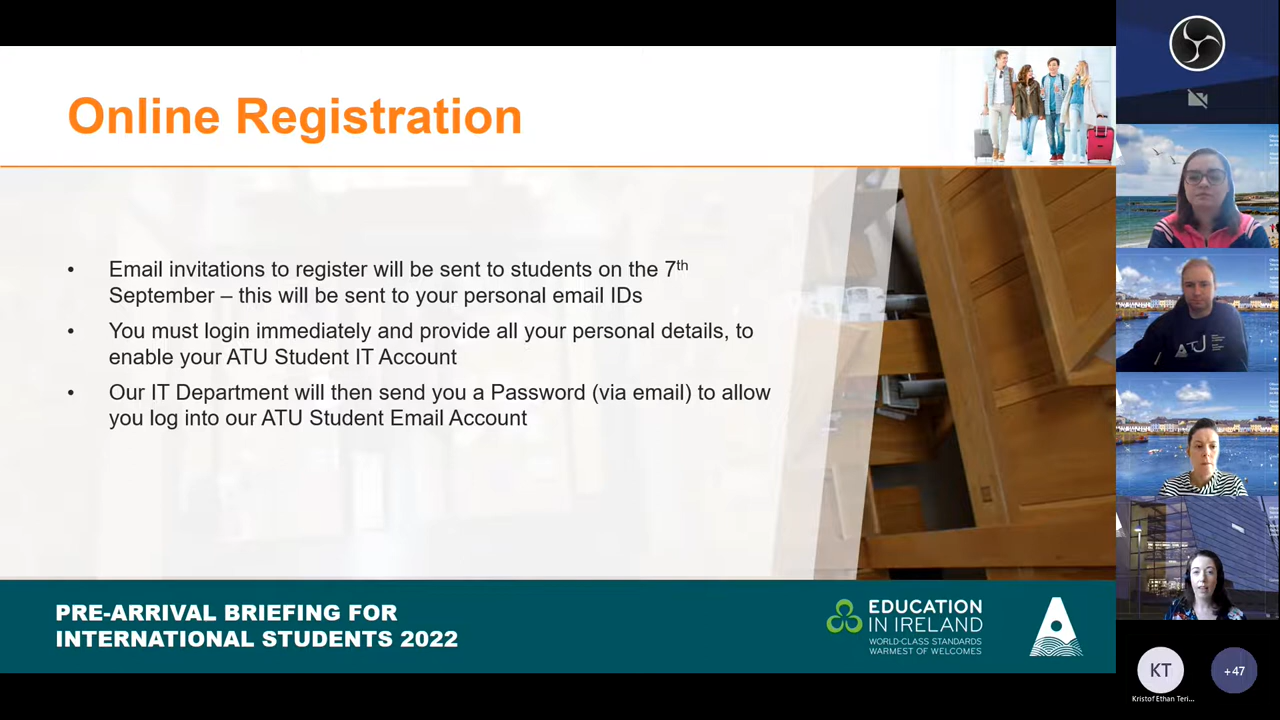 Online Registration
• Email invitations to register will be sent to students on the 7th
September – this will be sent to your personal email IDs
• You must login immediately and provide all your personal details, to
enable your ATU Student IT Account
• Our IT Department will then send you a Password (via email) to allow
you log into our ATU Student Email Account
PRE-ARRIVAL BRIEFING FOR
INTERNATIONAL STUDENTS 2022
EDUCATION
IN IRELAND
WORLD-CLASS STANDARDS
WARMEST OF WELCOMES
ATU
KT
+47
Kristof Ethan Teri...